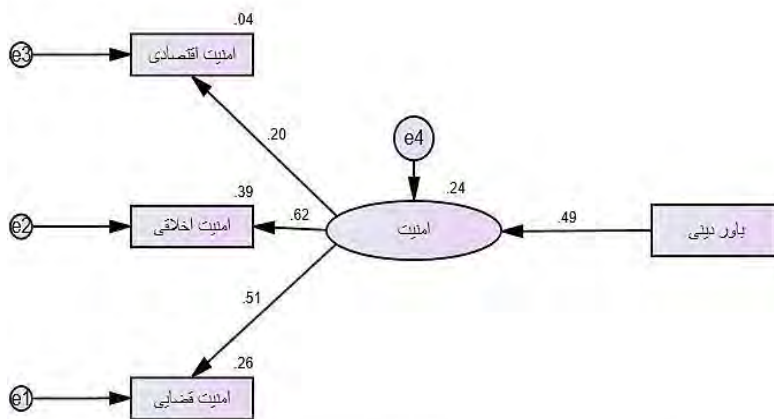 .04
e3
امنیت اقتصادی
.20
e4
.39
.24
e2
امنیت اخلاقی
.62
امنیت
.49
باور دینی
.51
.26
e1
امنیت قضایی